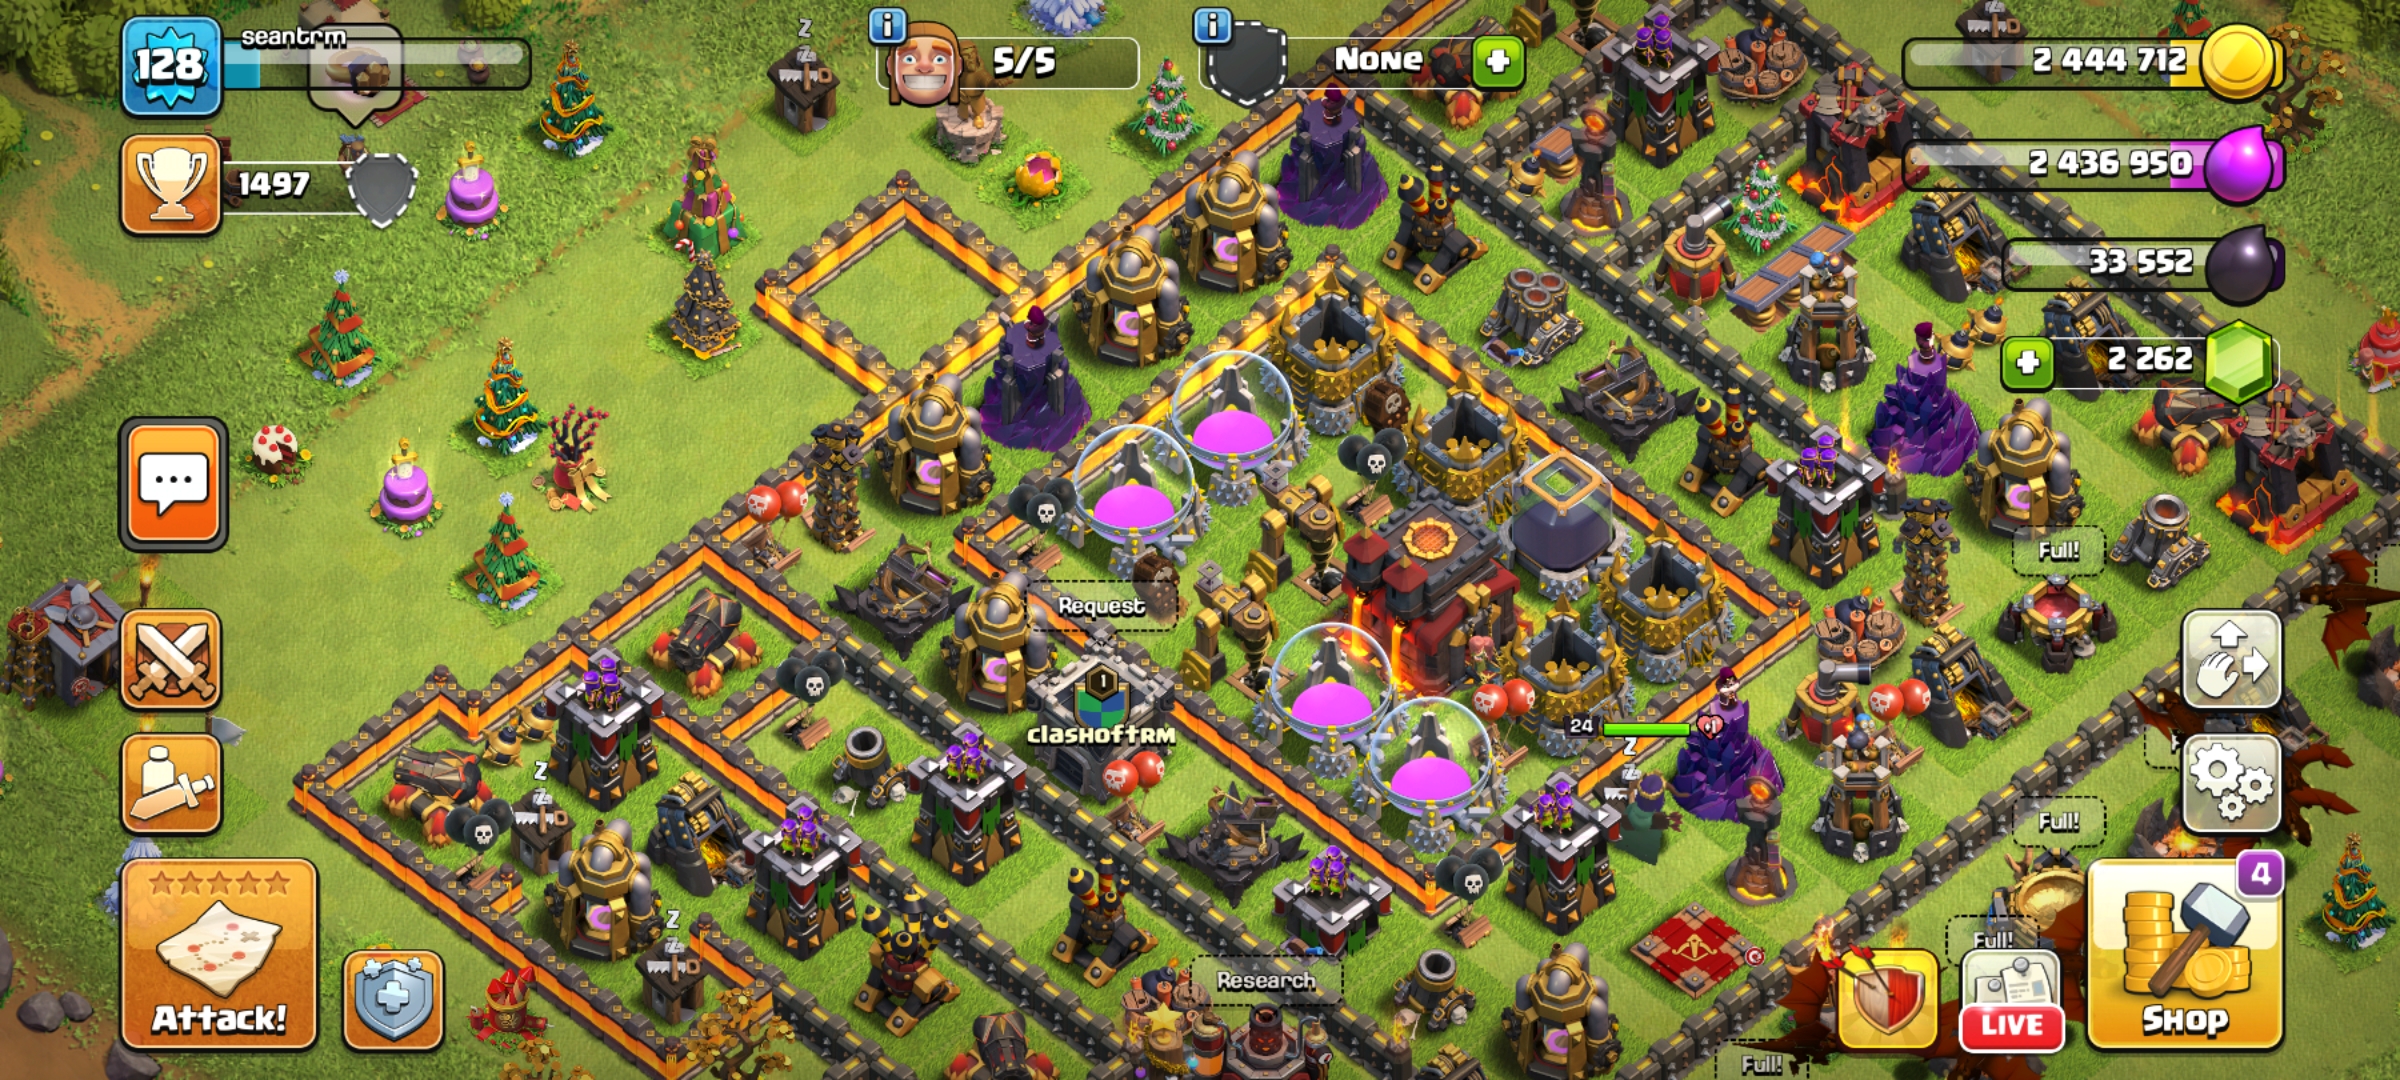 128
seantrm
5/5
None
2 444 712
1497
2 436 950
33 552
2 262
Full!
Request
1
clashoftrm
24
z
z
z
z
z
z
z
z
Full!
4
Research
Full!
Attack!
LIVE
Shop
Full!